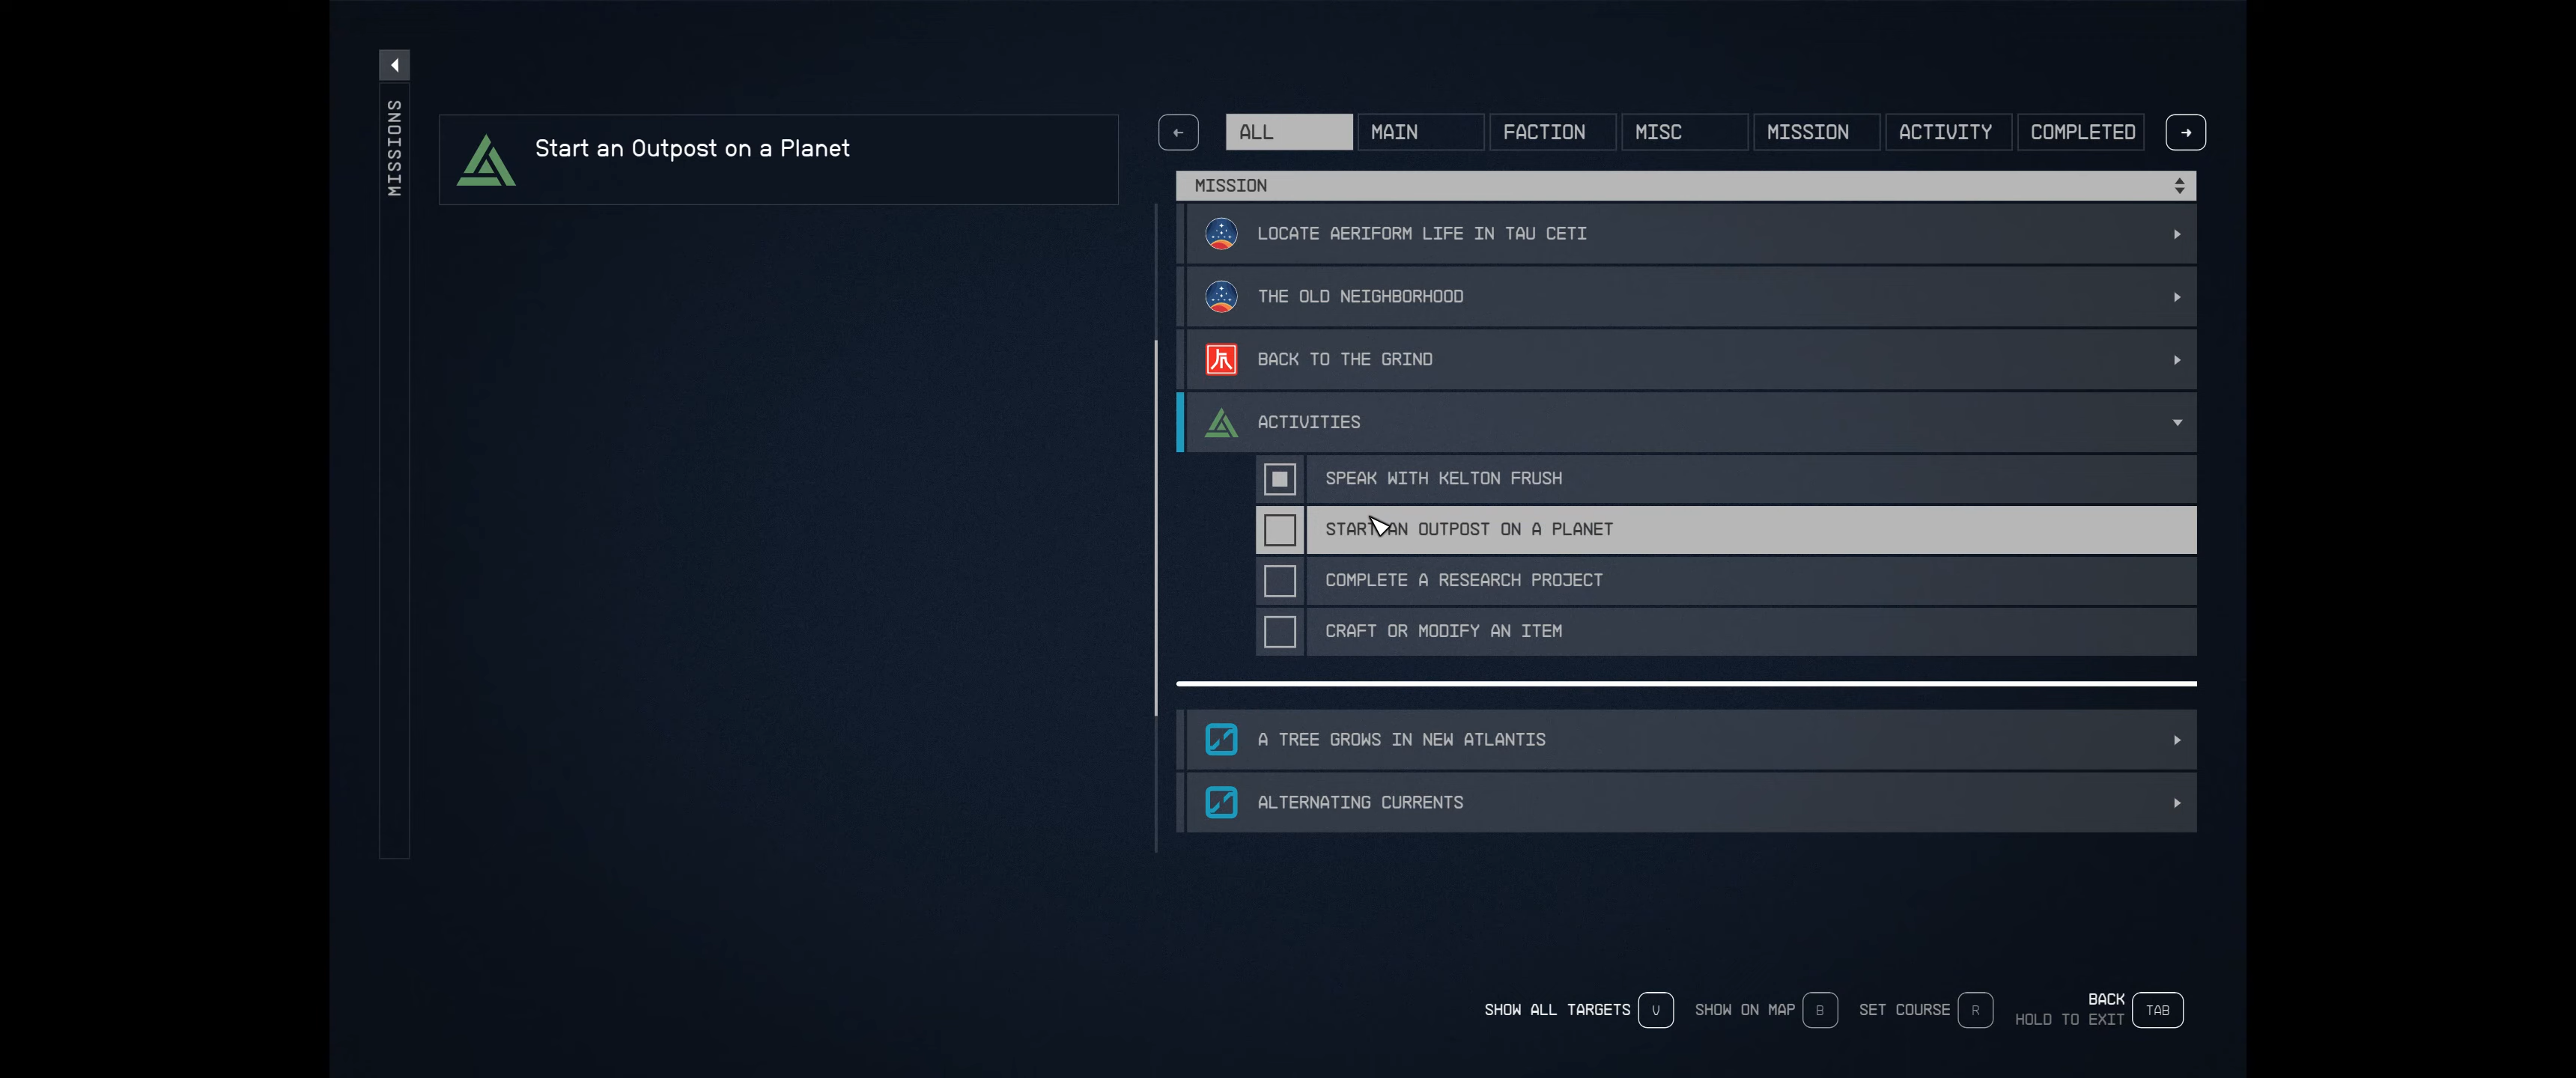 MISSIONS
Start an Outpost on a Planet
ALL MAIN FACTION MISC MISSION ACTIVITY COMPLETED
MISSION
LOCATE AERIFORM LIFE IN TAU CETI
THE OLD NEIGHBORHOOD
BACK TO THE GRIND
ACTIVITIES
SPEAK WITH KELTON FRUSH
START AN OUTPOST ON A PLANET
COMPLETE A RESEARCH PROJECT
CRAFT OR MODIFY AN ITEM
A TREE GROWS IN NEW ATLANTIS
ALTERNATING CURRENTS
SHOW ALL TARGETS V SHOW ON MAP B SET COURSE R BACK TAB
HOLD TO EXIT